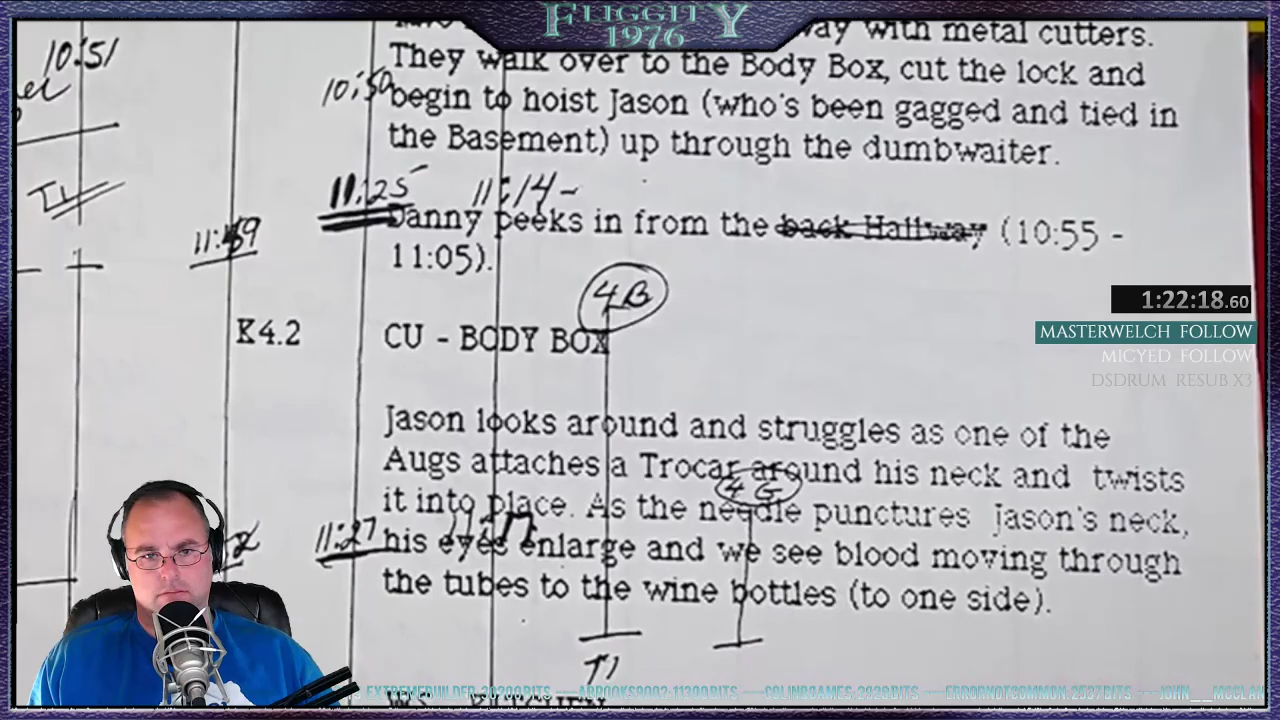 FLIGGHTY
1976
way with metal cutters.
10:51
They walk over to the Body Box, cut the lock and
10:50
begin to hoist Jason (who's been gagged and tied in
the Basement) up through the dumbwaiter.
11:25 11:14-
Danny peeks in from the back Hallway (10:55 -
11:05).
4B
K4.2 CU - BODY BOX
1:22:18.60
MASTERWELCH FOLLOW
MICYED FOLLOW
DSDRUM RESUB X3
Jason looks around and struggles as one of the
Augs attaches a Trocar around his neck and twists
4G
it into place. As the needle punctures Jason's neck,
11:27
his eyes enlarge and we see blood moving through
the tubes to the wine bottles (to one side).